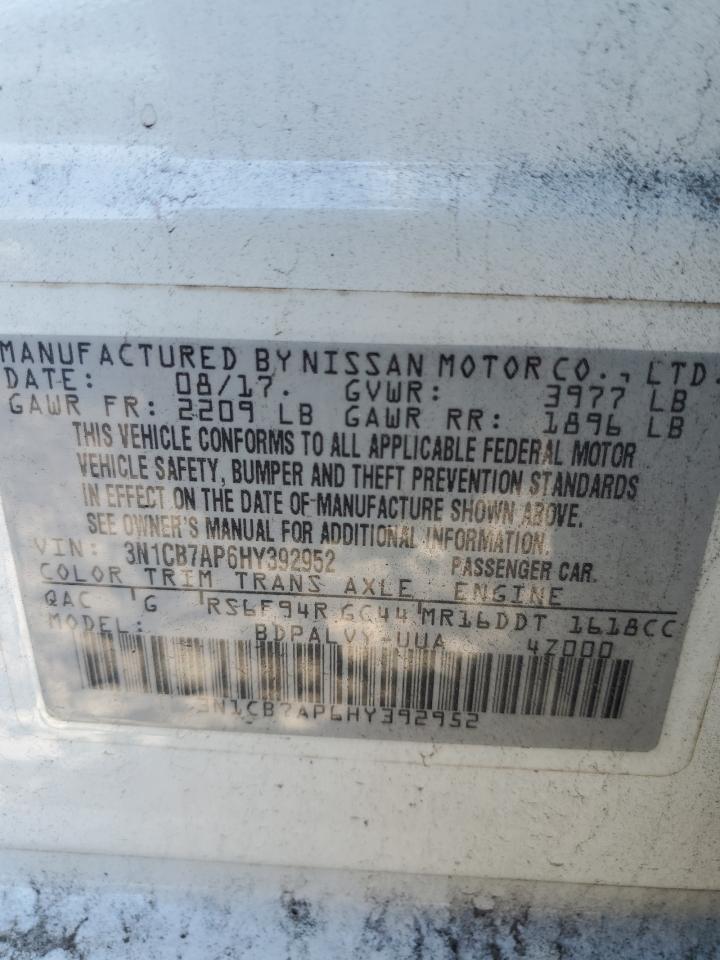 MANUFACTURED BY NISSAN MOTOR CO., LTD.
DATE: 08/17. GVWR: 3977 LB
GAWR FR: 2209 LB GAWR RR: 1896 LB
THIS VEHICLE CONFORMS TO ALL APPLICABLE FEDERAL MOTOR
VEHICLE SAFETY, BUMPER AND THEFT PREVENTION STANDARDS
IN EFFECT ON THE DATE OF MANUFACTURE SHOWN ABOVE.
SEE OWNER'S MANUAL FOR ADDITIONAL INFORMATION.
VIN: 3N1CB7AP6HY392952 PASSENGER CAR.
COLOR TRIM TRANS AXLE ENGINE
QAC G RS6F94R GC44 MR16DDT 1618CC
MODEL: BDPALVY-UUA 47000
3N1CB7AP6HY392952